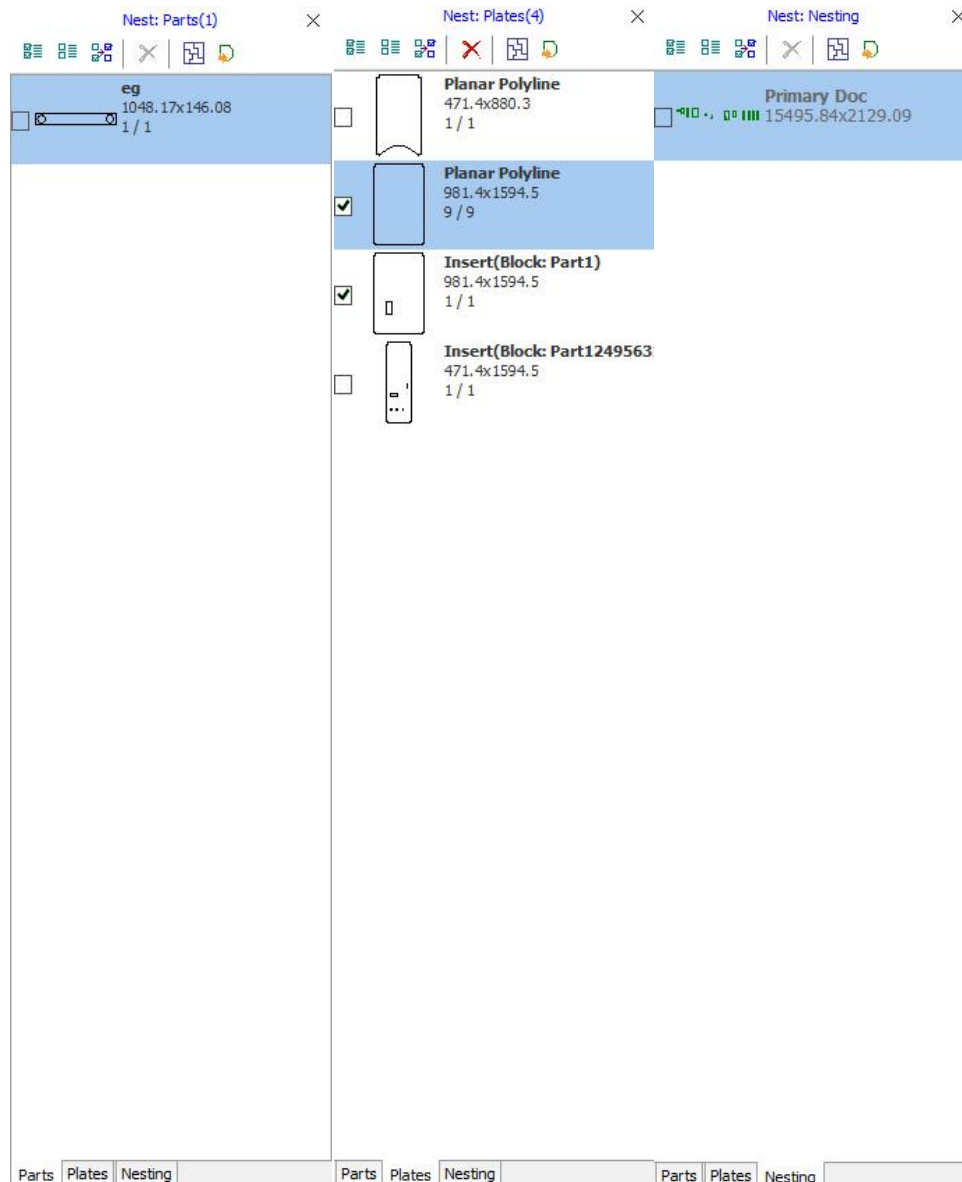 Nest: Parts(1)
eg
1048.17x146.08
1 / 1
Parts
Plates
Nesting
Nest: Plates(4)
Planar Polyline
471.4x880.3
1 / 1
Planar Polyline
981.4x1594.5
9 / 9
Insert(Block: Part1)
981.4x1594.5
1 / 1
Insert(Block: Part1249563
471.4x1594.5
1 / 1
Parts
Plates
Nesting
Nest: Nesting
Primary Doc
15495.84x2129.09
Parts
Plates
Nesting